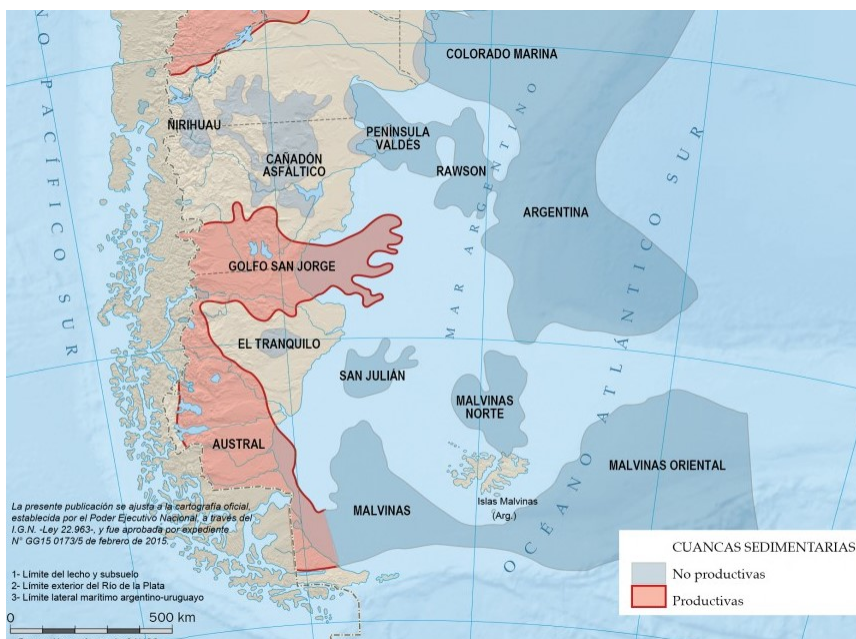 COLORADO MARINA
ÑIRIHUAU
PENÍNSULA
VALDÉS
CAÑADÓN
ASFÁLTICO
RAWSON
ARGENTINA
GOLFO SAN JORGE
EL TRANQUILO
SAN JULIÁN
MALVINAS
NORTE
AUSTRAL
MALVINAS ORIENTAL
MALVINAS
Islas Malvinas
(Arg.)
NO PACÍFICO SUR
MAR ARGENTINO
OCÉANO ATLÁNTICO SUR
La presente publicación se ajusta a la cartografía oficial,
establecida por el Poder Ejecutivo Nacional, a través del
I.G.N. -Ley 22.963-, y fue aprobada por expediente
N° GG15 0173/5 de febrero de 2015.
1- Límite del lecho y subsuelo
2- Límite exterior del Río de la Plata
3- Límite lateral marítimo argentino-uruguayo
0 500 km
CUANCAS SEDIMENTARIAS
No productivas
Productivas